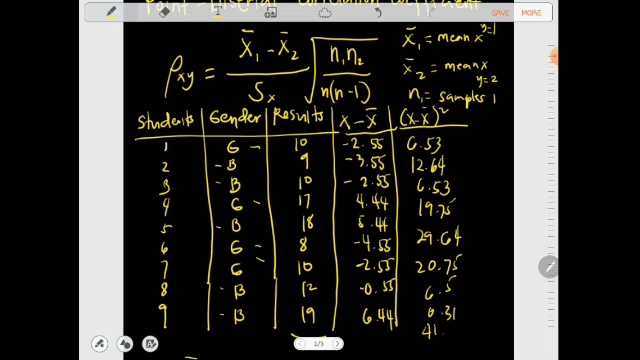 Point-Biserial Correlation Coefficient
SAVE MORE
ρxy = (X̄₁ − X̄₂) / Sx √(n₁n₂ / n(n−1))
X̄₁ = mean x y=1
X̄₂ = mean x y=2
n₁ = samples 1
Students Gender Results X − X̄ (X−X̄)²
1 G − 10 −2.55 6.53
2 − B 9 −3.55 12.64
3 − B 10 −2.55 6.53
4 G − 17 4.44 19.75
5 − B 18 5.44 29.64
6 G − 8 −4.55 20.75
7 G − 10 −2.55 6.5
8 − B 12 −0.55 0.31
9 − B 19 6.44 41.
1/3